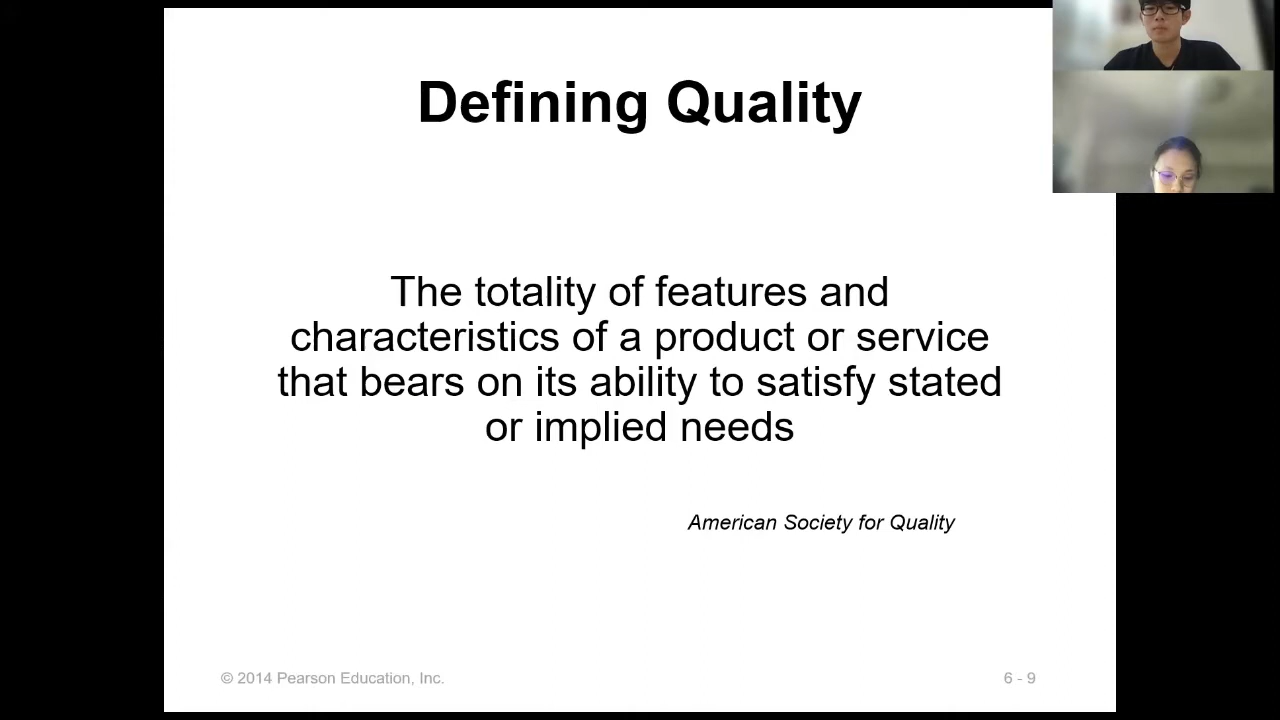 Defining Quality
The totality of features and
characteristics of a product or service
that bears on its ability to satisfy stated
or implied needs
American Society for Quality
© 2014 Pearson Education, Inc.
6 - 9